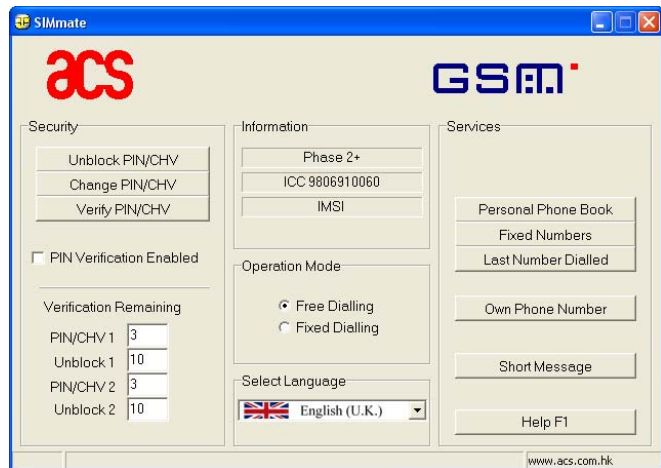 SIMmate
acs
GSM
Security
Unblock PIN/CHV
Change PIN/CHV
Verify PIN/CHV
PIN Verification Enabled
Verification Remaining
PIN/CHV 1 3
Unblock 1 10
PIN/CHV 2 3
Unblock 2 10
Information
Phase 2+
ICC 9806910060
IMSI
Operation Mode
Free Dialling
Fixed Dialling
Select Language
English (U.K.)
Services
Personal Phone Book
Fixed Numbers
Last Number Dialled
Own Phone Number
Short Message
Help F1
www.acs.com.hk